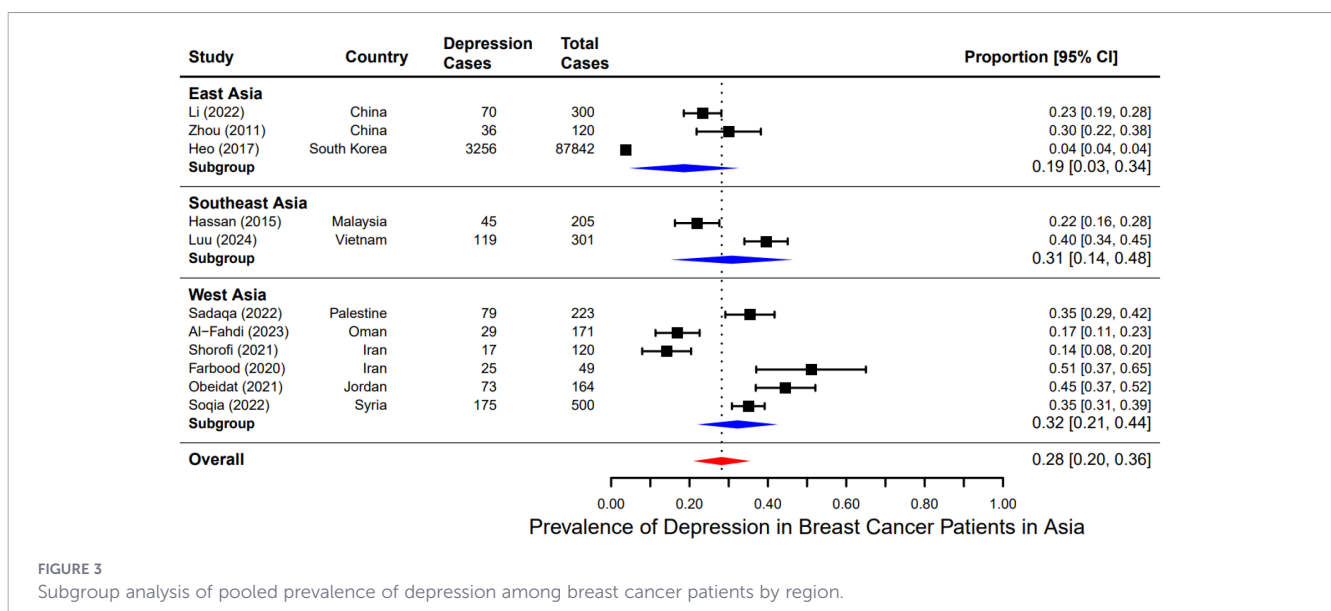 Study Country Depression Cases Total Cases Proportion [95% CI]
East Asia
Li (2022) China 70 300 0.23 [0.19, 0.28]
Zhou (2011) China 36 120 0.30 [0.22, 0.38]
Heo (2017) South Korea 3256 87842 0.04 [0.04, 0.04]
Subgroup 0.19 [0.03, 0.34]
Southeast Asia
Hassan (2015) Malaysia 45 205 0.22 [0.16, 0.28]
Luu (2024) Vietnam 119 301 0.40 [0.34, 0.45]
Subgroup 0.31 [0.14, 0.48]
West Asia
Sadaqa (2022) Palestine 79 223 0.35 [0.29, 0.42]
Al−Fahdi (2023) Oman 29 171 0.17 [0.11, 0.23]
Shorofi (2021) Iran 17 120 0.14 [0.08, 0.20]
Farbood (2020) Iran 25 49 0.51 [0.37, 0.65]
Obeidat (2021) Jordan 73 164 0.45 [0.37, 0.52]
Soqia (2022) Syria 175 500 0.35 [0.31, 0.39]
Subgroup 0.32 [0.21, 0.44]
Overall 0.28 [0.20, 0.36]
0.00 0.20 0.40 0.60 0.80 1.00
Prevalence of Depression in Breast Cancer Patients in Asia
FIGURE 3
Subgroup analysis of pooled prevalence of depression among breast cancer patients by region.